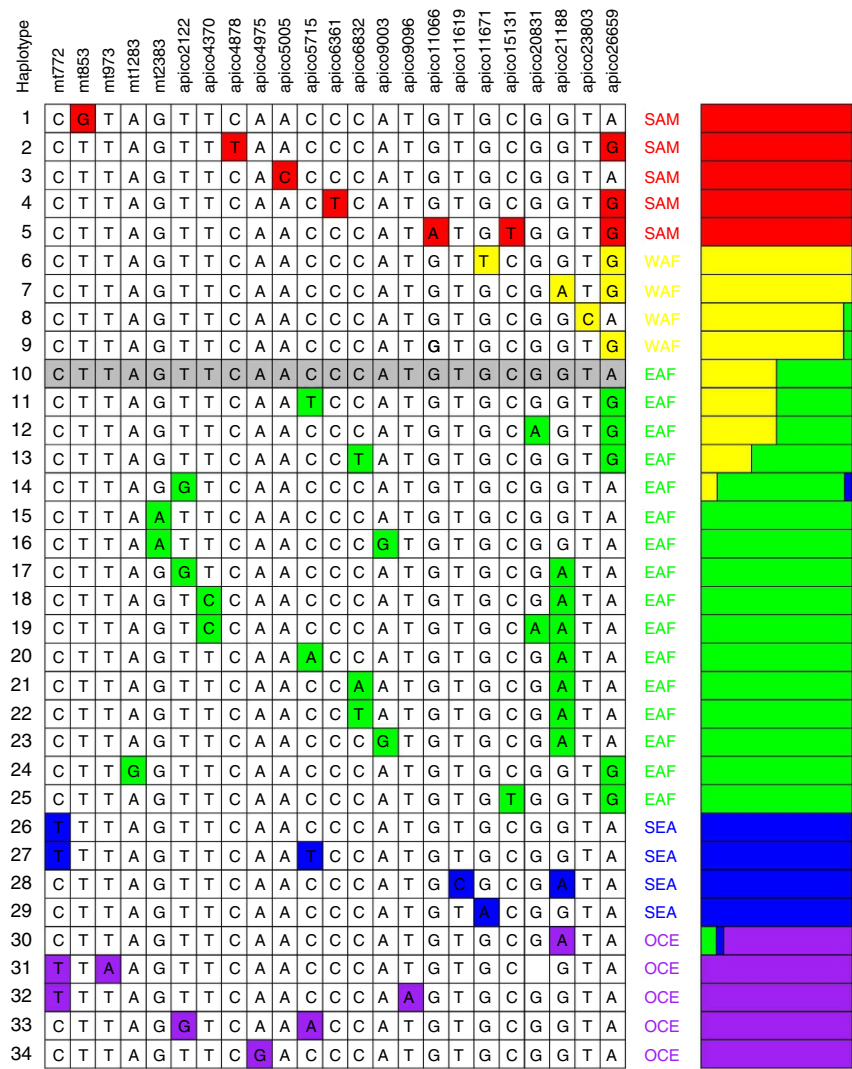 Haplotype mt772 mt853 mt973 mt1283 mt2383 apico2122 apico4370 apico4878 apico4975 apico5005 apico5715 apico6361 apico6832 apico9003 apico9096 apico11066 apico11619 apico11671 apico15131 apico20831 apico21188 apico23803 apico26659
1 C G T A G T T C A A C C C A T G T G C G G T A SAM
2 C T T A G T T T A A C C C A T G T G C G G T G SAM
3 C T T A G T T C A C C C C A T G T G C G G T A SAM
4 C T T A G T T C A A C T C A T G T G C G G T G SAM
5 C T T A G T T C A A C C C A T A T G T G G T G SAM
6 C T T A G T T C A A C C C A T G T T C G G T G WAF
7 C T T A G T T C A A C C C A T G T G C G A T G WAF
8 C T T A G T T C A A C C C A T G T G C G G C A WAF
9 C T T A G T T C A A C C C A T G T G C G G T G WAF
10 C T T A G T T C A A C C C A T G T G C G G T A EAF
11 C T T A G T T C A A T C C A T G T G C G G T G EAF
12 C T T A G T T C A A C C C A T G T G C A G T G EAF
13 C T T A G T T C A A C C T A T G T G C G G T G EAF
14 C T T A G G T C A A C C C A T G T G C G G T A EAF
15 C T T A A T T C A A C C C A T G T G C G G T A EAF
16 C T T A A T T C A A C C C G T G T G C G G T A EAF
17 C T T A G G T C A A C C C A T G T G C G A T A EAF
18 C T T A G T C C A A C C C A T G T G C G A T A EAF
19 C T T A G T C C A A C C C A T G T G C A A T A EAF
20 C T T A G T T C A A A C C A T G T G C G A T A EAF
21 C T T A G T T C A A C C A A T G T G C G A T A EAF
22 C T T A G T T C A A C C T A T G T G C G A T A EAF
23 C T T A G T T C A A C C C G T G T G C G A T A EAF
24 C T T G G T T C A A C C C A T G T G C G G T G EAF
25 C T T A G T T C A A C C C A T G T G T G G T G EAF
26 T T T A G T T C A A C C C A T G T G C G G T A SEA
27 T T T A G T T C A A T C C A T G T G C G G T A SEA
28 C T T A G T T C A A C C C A T G C G C G A T A SEA
29 C T T A G T T C A A C C C A T G T A C G G T A SEA
30 C T T A G T T C A A C C C A T G T G C G A T A OCE
31 T T A A G T T C A A C C C A T G T G C G T A OCE
32 T T T A G T T C A A C C C A A G T G C G G T A OCE
33 C T T A G G T C A A A C C A T G T G C G G T A OCE
34 C T T A G T T C G A C C C A T G T G C G G T A OCE